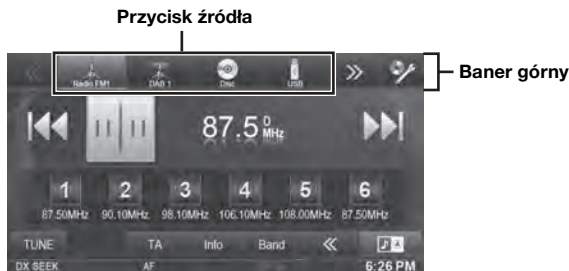 Przycisk źródła
Radio FM1 DAB 1 Disc USB
Baner górny
87.5 0 MHz
1 2 3 4 5 6
87.50MHz 90.10MHz 98.10MHz 106.10MHz 108.00MHz 87.50MHz
TUNE TA Info Band
DX SEEK AF 6:26 PM